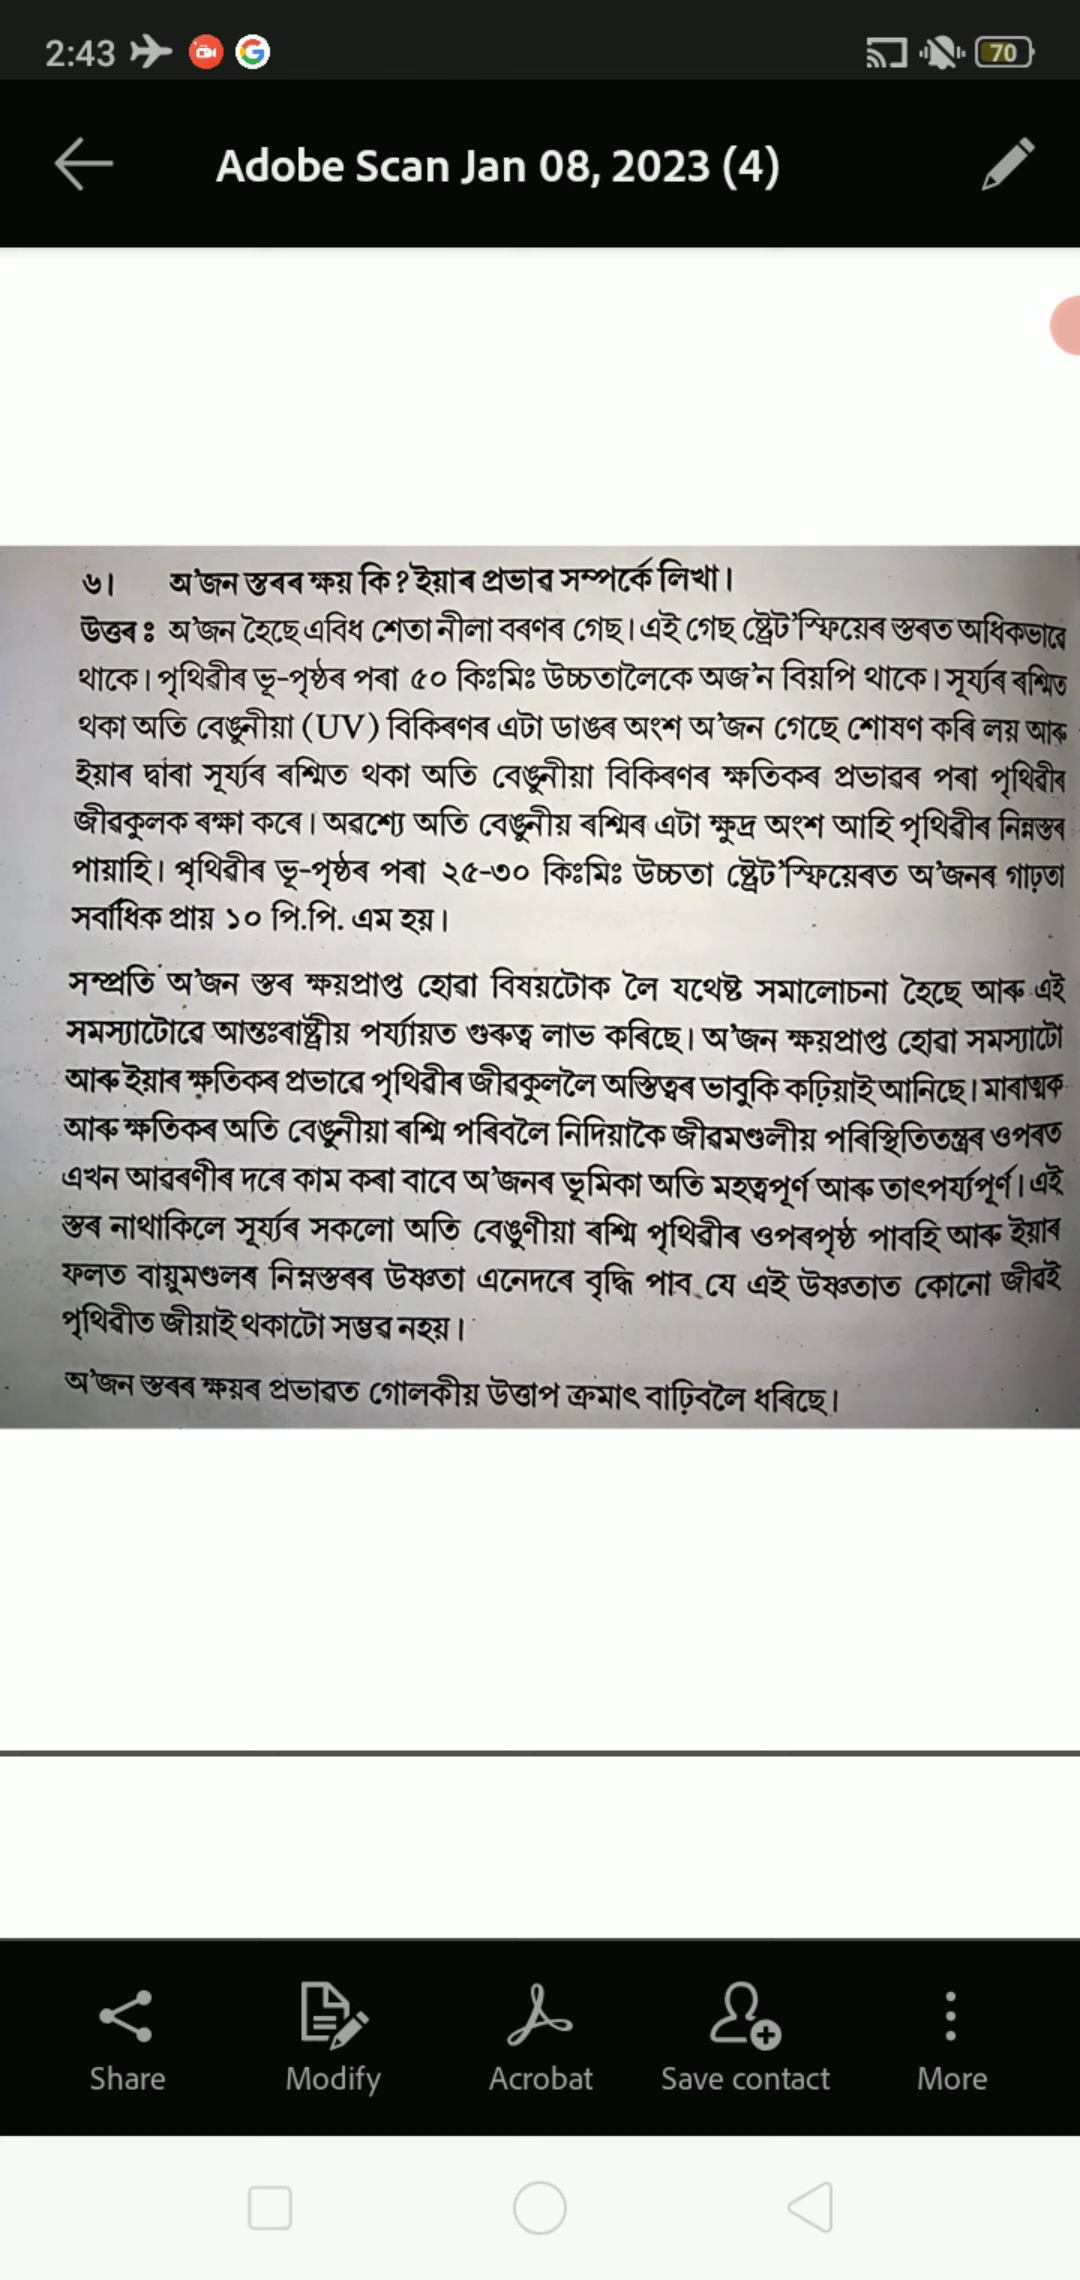 2:43
70
Adobe Scan Jan 08, 2023 (4)
৬। অ'জন স্তৰৰ ক্ষয় কি? ইয়াৰ প্ৰভাৱ সম্পৰ্কে লিখা।
উত্তৰঃ অ'জন হৈছে এবিধ শেতা নীলা বৰণৰ গেছ। এই গেছ ষ্ট্ৰেট'স্ফিয়েৰ স্তৰত অধিকভাৱে
থাকে। পৃথিৱীৰ ভূ-পৃষ্ঠৰ পৰা ৫০ কিঃমিঃ উচ্চতালৈকে অজ'ন বিয়পি থাকে। সূৰ্য্যৰ ৰশ্মিত
থকা অতি বেঙুনীয়া (UV) বিকিৰণৰ এটা ডাঙৰ অংশ অ'জন গেছে শোষণ কৰি লয় আৰু
ইয়াৰ দ্বাৰা সূৰ্য্যৰ ৰশ্মিত থকা অতি বেঙুনীয়া বিকিৰণৰ ক্ষতিকৰ প্ৰভাৱৰ পৰা পৃথিৱীৰ
জীৱকুলক ৰক্ষা কৰে। অৱশ্যে অতি বেঙুনীয় ৰশ্মিৰ এটা ক্ষুদ্ৰ অংশ আহি পৃথিৱীৰ নিম্নস্তৰ
পায়াহি। পৃথিৱীৰ ভূ-পৃষ্ঠৰ পৰা ২৫-৩০ কিঃমিঃ উচ্চতা ষ্ট্ৰেট'স্ফিয়েৰত অ'জনৰ গাঢ়তা
সৰ্বাধিক প্ৰায় ১০ পি.পি. এম হয়।
সম্প্ৰতি অ'জন স্তৰ ক্ষয়প্ৰাপ্ত হোৱা বিষয়টোক লৈ যথেষ্ট সমালোচনা হৈছে আৰু এই
সমস্যাটোৱে আন্তঃৰাষ্ট্ৰীয় পৰ্য্যায়ত গুৰুত্ব লাভ কৰিছে। অ'জন ক্ষয়প্ৰাপ্ত হোৱা সমস্যাটো
আৰু ইয়াৰ ক্ষতিকৰ প্ৰভাৱে পৃথিৱীৰ জীৱকুললৈ অস্তিত্বৰ ভাবুকি কঢ়িয়াই আনিছে। মাৰাত্মক
আৰু ক্ষতিকৰ অতি বেঙুনীয়া ৰশ্মি পৰিবলৈ নিদিয়াকৈ জীৱমণ্ডলীয় পৰিস্থিতিতন্ত্ৰৰ ওপৰত
এখন আৱৰণীৰ দৰে কাম কৰা বাবে অ'জনৰ ভূমিকা অতি মহত্বপূৰ্ণ আৰু তাৎপৰ্য্যপূৰ্ণ। এই
স্তৰ নাথাকিলে সূৰ্য্যৰ সকলো অতি বেঙুণীয়া ৰশ্মি পৃথিৱীৰ ওপৰপৃষ্ঠ পাবহি আৰু ইয়াৰ
ফলত বায়ুমণ্ডলৰ নিম্নস্তৰৰ উষ্ণতা এনেদৰে বৃদ্ধি পাব যে এই উষ্ণতাত কোনো জীৱই
পৃথিৱীত জীয়াই থকাটো সম্ভৱ নহয়।
অ'জন স্তৰৰ ক্ষয়ৰ প্ৰভাৱত গোলকীয় উত্তাপ ক্ৰমাৎ বাঢ়িবলৈ ধৰিছে।
Share Modify Acrobat Save contact More